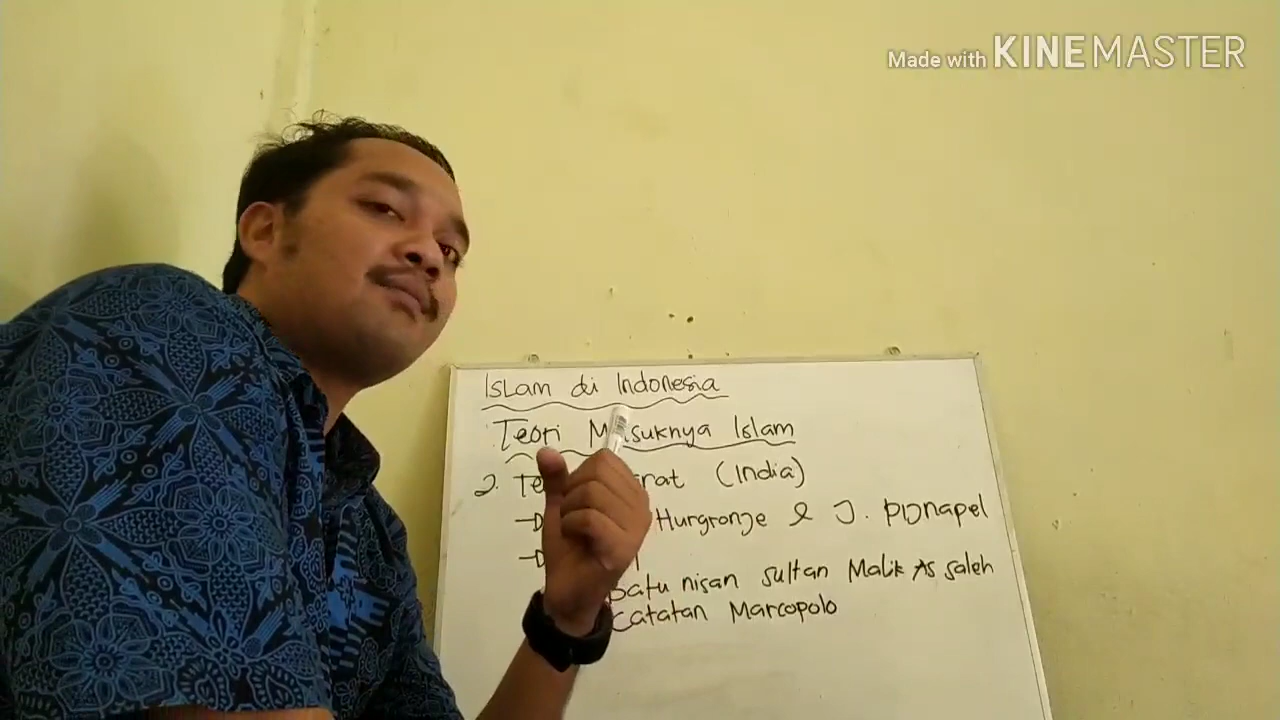 Made with KINEMASTER
Islam di Indonesia
Teori Masuknya Islam
2. Te rat (India)
Hurgronje & J. Pijnapel
Batu nisan Sultan Malik As saleh
Catatan Marcopolo